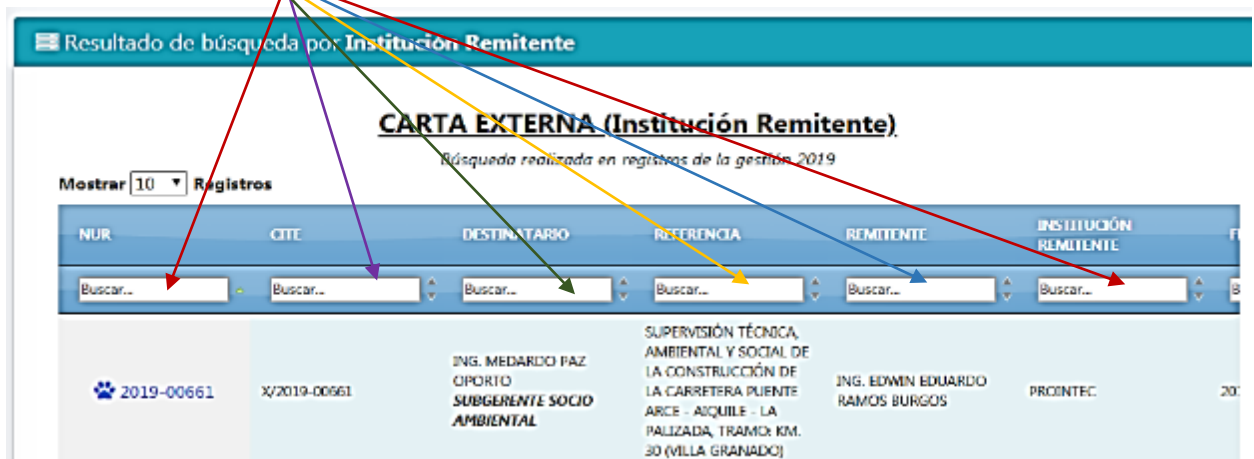 Resultado de búsqueda por Institución Remitente
CARTA EXTERNA (Institución Remitente)
Búsqueda realizada en registros de la gestión 2019
Mostrar 10 Registros
NUR CITE DESTINATARIO REFERENCIA REMITENTE INSTITUCIÓN REMITENTE
Buscar... Buscar... Buscar... Buscar... Buscar... Buscar...
2019-00661
X/2019-00661
ING. MEDARDO PAZ
OPORTO
SUBGERENTE SOCIO
AMBIENTAL
SUPERVISIÓN TÉCNICA,
AMBIENTAL Y SOCIAL DE
LA CONSTRUCCIÓN DE
LA CARRETERA PUENTE
ARCE - AIQUILE - LA
PALIZADA, TRAMO: KM.
30 (VILLA GRANADO)
ING. EDWIN EDUARDO
RAMOS BURGOS
PROINTEC